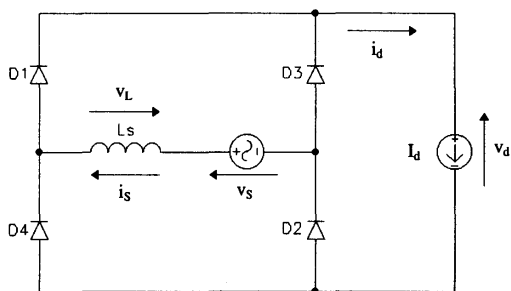 D1
D3
i_d
v_L
Ls
+ -
i_S
v_S
I_d
+
-
v_d
D4
D2